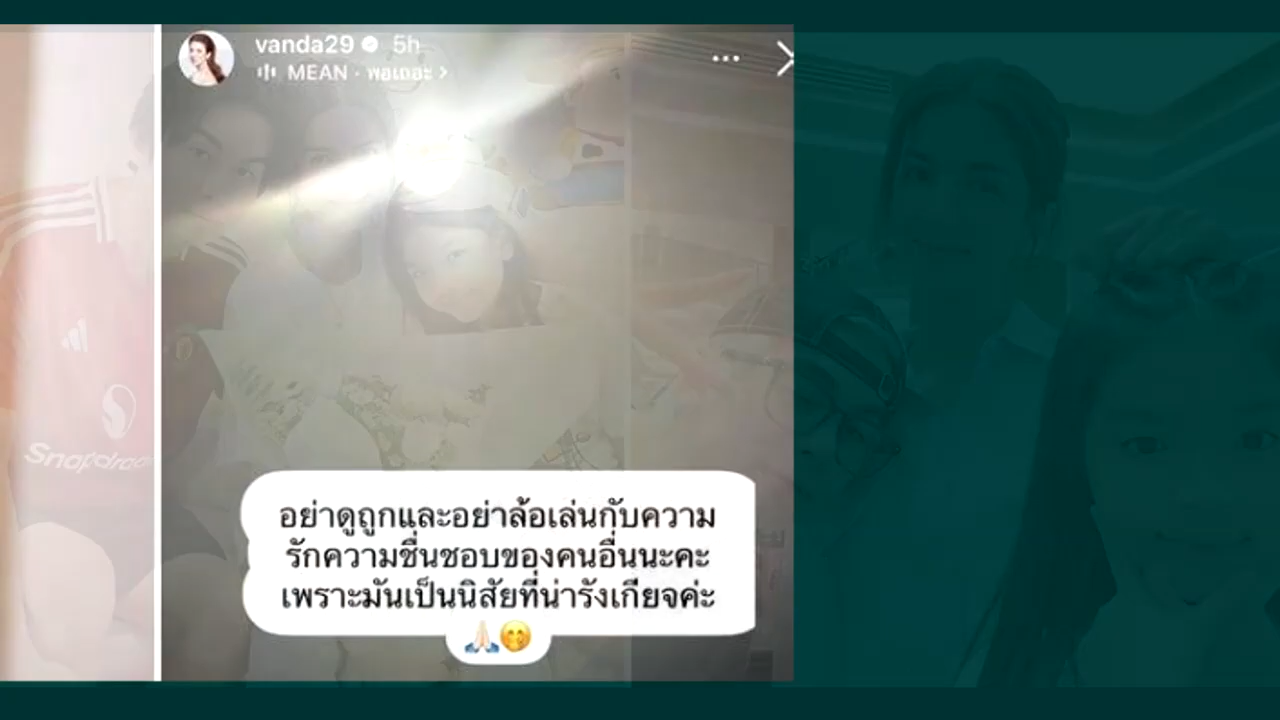 vanda29 5h
MEAN · พอเถอะ >
Snapdragon
อย่าดูถูกและอย่าล้อเล่นกับความ
รักความชื่นชอบของคนอื่นนะคะ
เพราะมันเป็นนิสัยที่น่ารังเกียจค่ะ
🙏🏻🤭